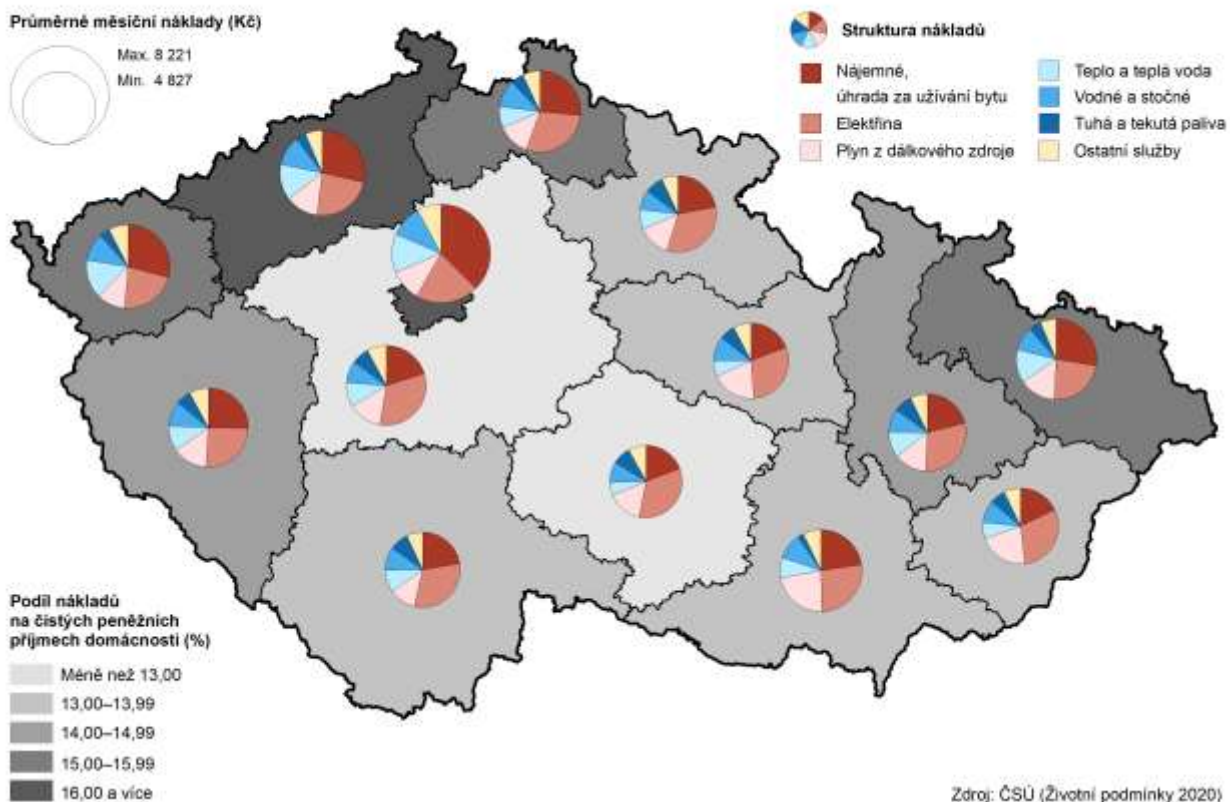 Průměrné měsíční náklady (Kč)
Max. 8 221
Min. 4 827
Struktura nákladů
Nájemné,
úhrada za užívání bytu
Elektřina
Plyn z dálkového zdroje
Teplo a teplá voda
Vodné a stočné
Tuhá a tekutá paliva
Ostatní služby
Podíl nákladů
na čistých peněžních
příjmech domácnosti (%)
Méně než 13,00
13,00–13,99
14,00–14,99
15,00–15,99
16,00 a více
Zdroj: ČSÚ (Životní podmínky 2020)